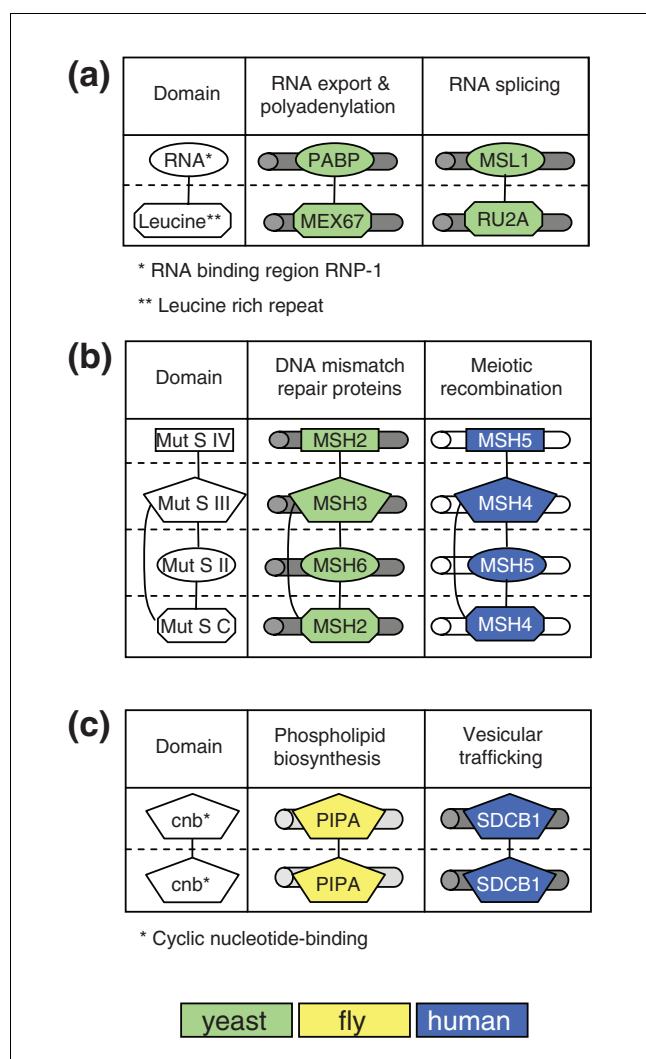 (a)
Domain
RNA export &
polyadenylation
RNA splicing
RNA*
PABP
MSL1
Leucine**
MEX67
RU2A
* RNA binding region RNP-1
** Leucine rich repeat
(b)
Domain
DNA mismatch
repair proteins
Meiotic
recombination
Mut S IV
MSH2
MSH5
Mut S III
MSH3
MSH4
Mut S II
MSH6
MSH5
Mut S C
MSH2
MSH4
(c)
Domain
Phospholipid
biosynthesis
Vesicular
trafficking
cnb*
PIPA
SDCB1
cnb*
PIPA
SDCB1
* Cyclic nucleotide-binding
yeast
fly
human